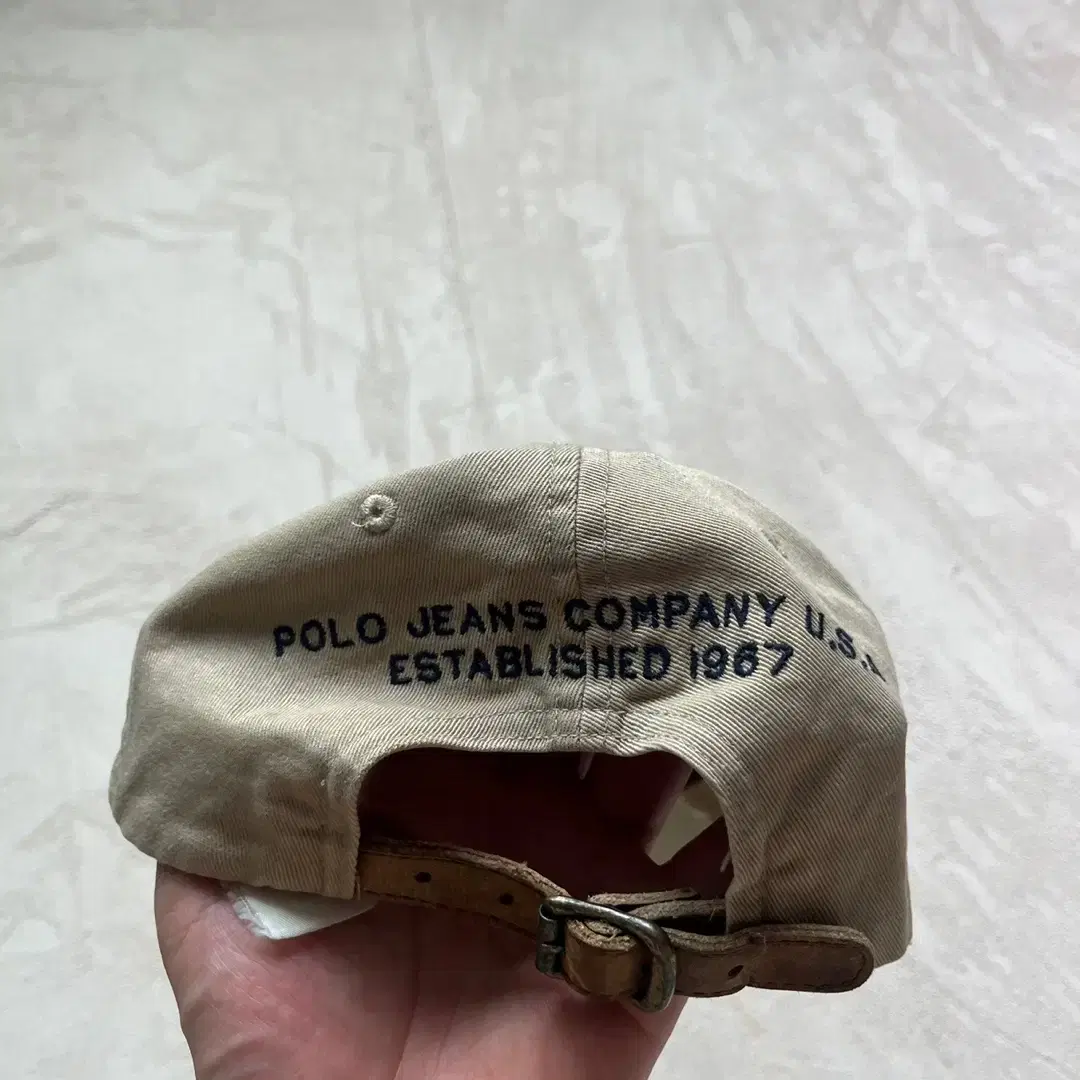 POLO JEANS COMPANY U.S.A
ESTABLISHED 1967